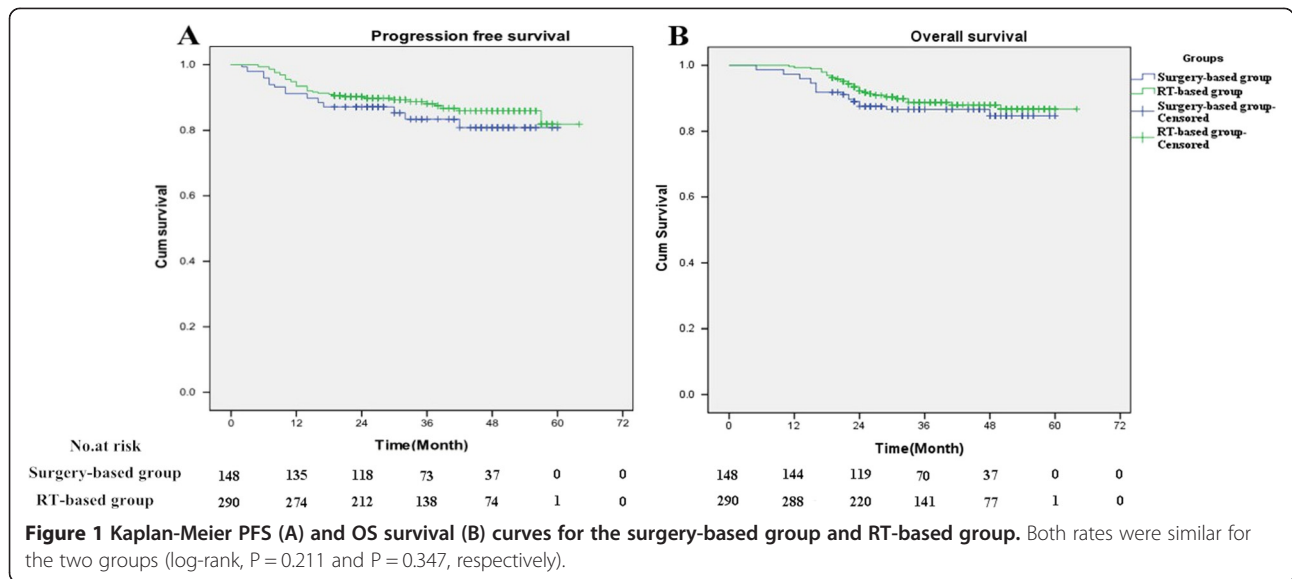 A
Progression free survival
1.0
0.8
0.6
0.4
0.2
0.0
Cum survival
0 12 24 36 48 60 72
Time(Month)
B
Overall survival
1.0
0.8
0.6
0.4
0.2
0.0
Cum Survival
0 12 24 36 48 60 72
Time(Month)
Groups
Surgery-based group
RT-based group
Surgery-based group-
Censored
RT-based group-
Censored
No.at risk
Surgery-based group 148 135 118 73 37 0 0 148 144 119 70 37 0 0
RT-based group 290 274 212 138 74 1 0 290 288 220 141 77 1 0
Figure 1 Kaplan-Meier PFS (A) and OS survival (B) curves for the surgery-based group and RT-based group. Both rates were similar for
the two groups (log-rank, P = 0.211 and P = 0.347, respectively).